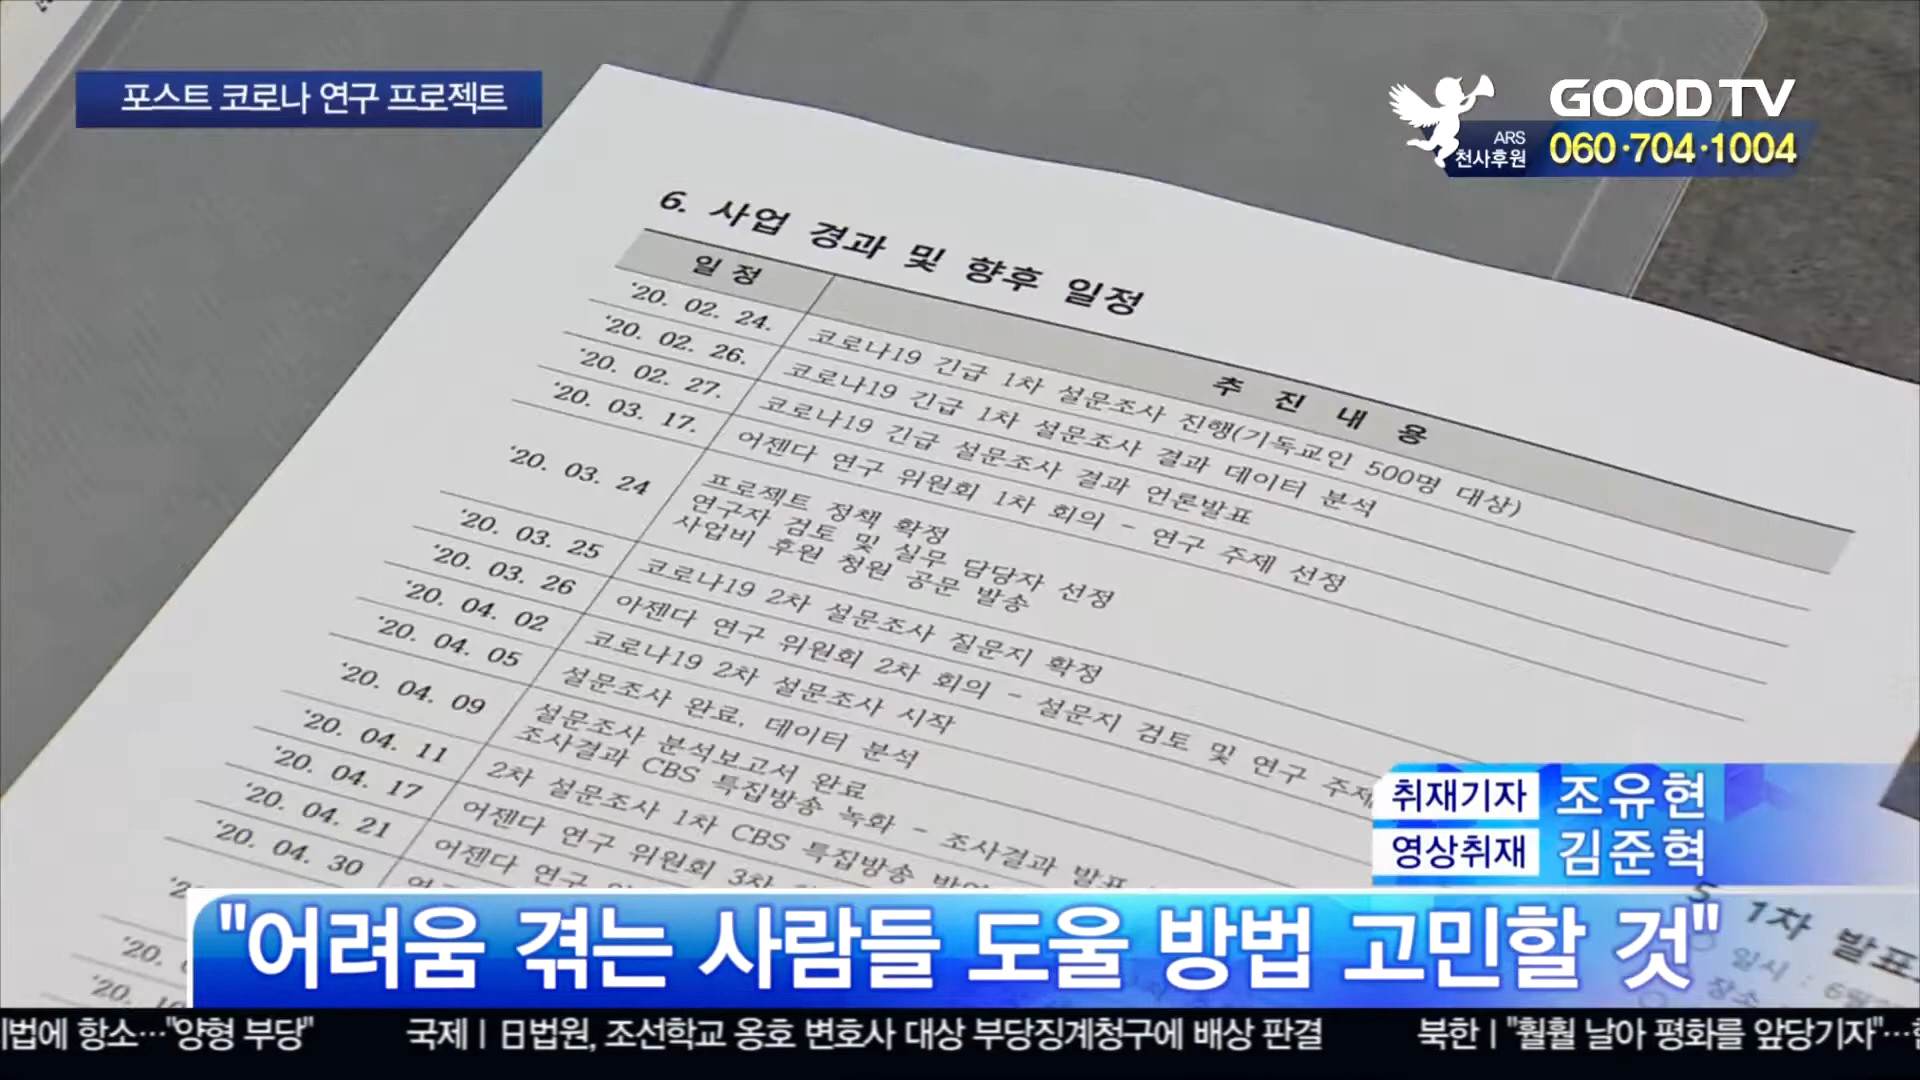 포스트 코로나 연구 프로젝트
GOODTV
ARS
천사후원
060·704·1004
6. 사업 경과 및 향후 일정
일 정
추 진 내 용
'20. 02. 24.
코로나19 긴급 1차 설문조사 진행(기독교인 500명 대상)
'20. 02. 26.
코로나19 긴급 1차 설문조사 결과 데이터 분석
'20. 02. 27.
코로나19 긴급 설문조사 결과 언론발표
'20. 03. 17.
어젠다 연구 위원회 1차 회의 - 연구 주제 선정
'20. 03. 24
프로젝트 정책 확정
연구자 검토 및 실무 담당자 선정
사업비 후원 청원 공문 발송
'20. 03. 25
코로나19 2차 설문조사 질문지 확정
'20. 03. 26
아젠다 연구 위원회 2차 회의 - 설문지 검토 및 연구 주제
'20. 04. 02
코로나19 2차 설문조사 시작
'20. 04. 05
설문조사 완료, 데이터 분석
'20. 04. 09
설문조사 분석보고서 완료
조사결과 CBS 특집방송 녹화 - 조사결과 발표
'20. 04. 11
2차 설문조사 1차 CBS 특집방송
'20. 04. 17
어젠다 연구 위원회 3차
'20. 04. 21
어젠다 연구
'20. 04. 30
'20.
'20.
5. 1차 발표
일시 : 6월
장소
취재기자 조유현
영상취재 김준혁
"어려움 겪는 사람들 도울 방법 고민할 것"
법에 항소…"양형 부당" 국제 | 日법원, 조선학교 옹호 변호사 대상 부당징계청구에 배상 판결 북한 | "훨훨 날아 평화를 앞당기자"…